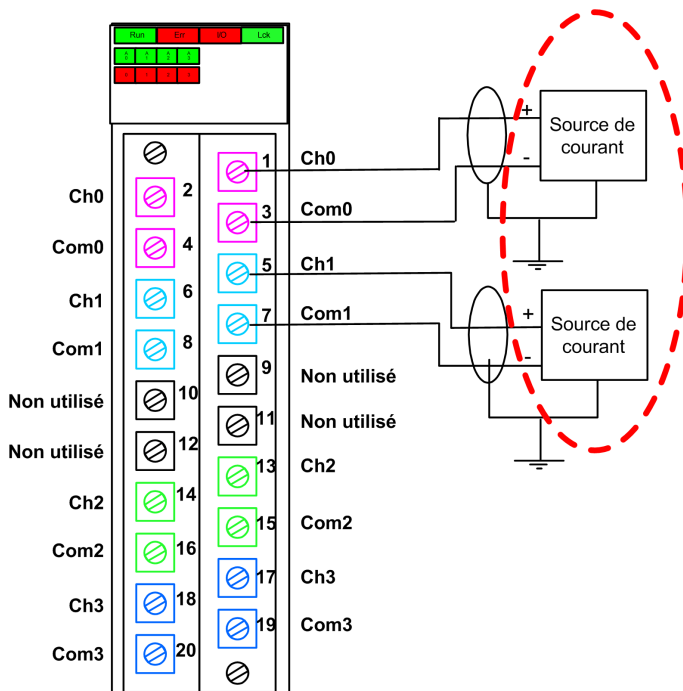 Run Err I/O Lck
1 Ch0
Ch0 2
3 Com0
Com0 4
5 Ch1
Ch1 6
7 Com1
Com1 8
9 Non utilisé
Non utilisé 10
11 Non utilisé
Non utilisé 12
13 Ch2
Ch2 14
15 Com2
Com2 16
17 Ch3
Ch3 18
19 Com3
Com3 20
+
-
Source de
courant
+
-
Source de
courant